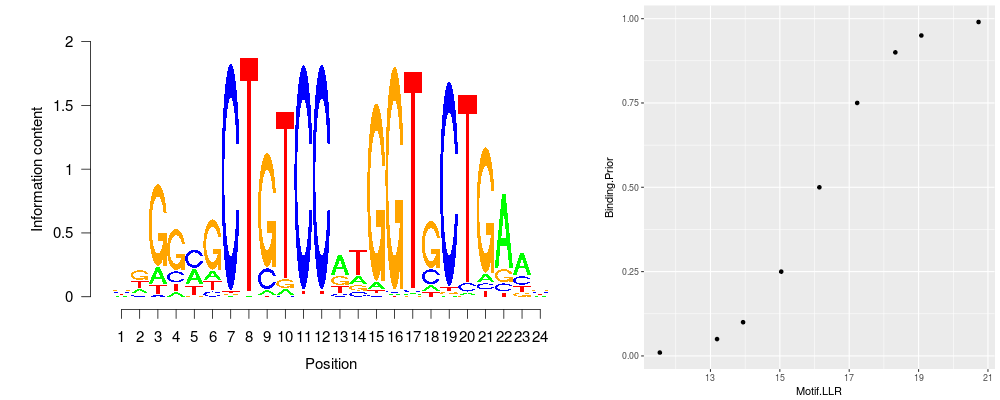 2
1.5
1
0.5
0
Information content
1 2 3 4 5 6 7 8 9 10 11 12 13 14 15 16 17 18 19 20 21 22 23 24
Position
G G G C G C T G T C C A T G G T G C T G A A
1.00
0.75
0.50
0.25
0.00
Binding.Prior
13 15 17 19 21
Motif.LLR